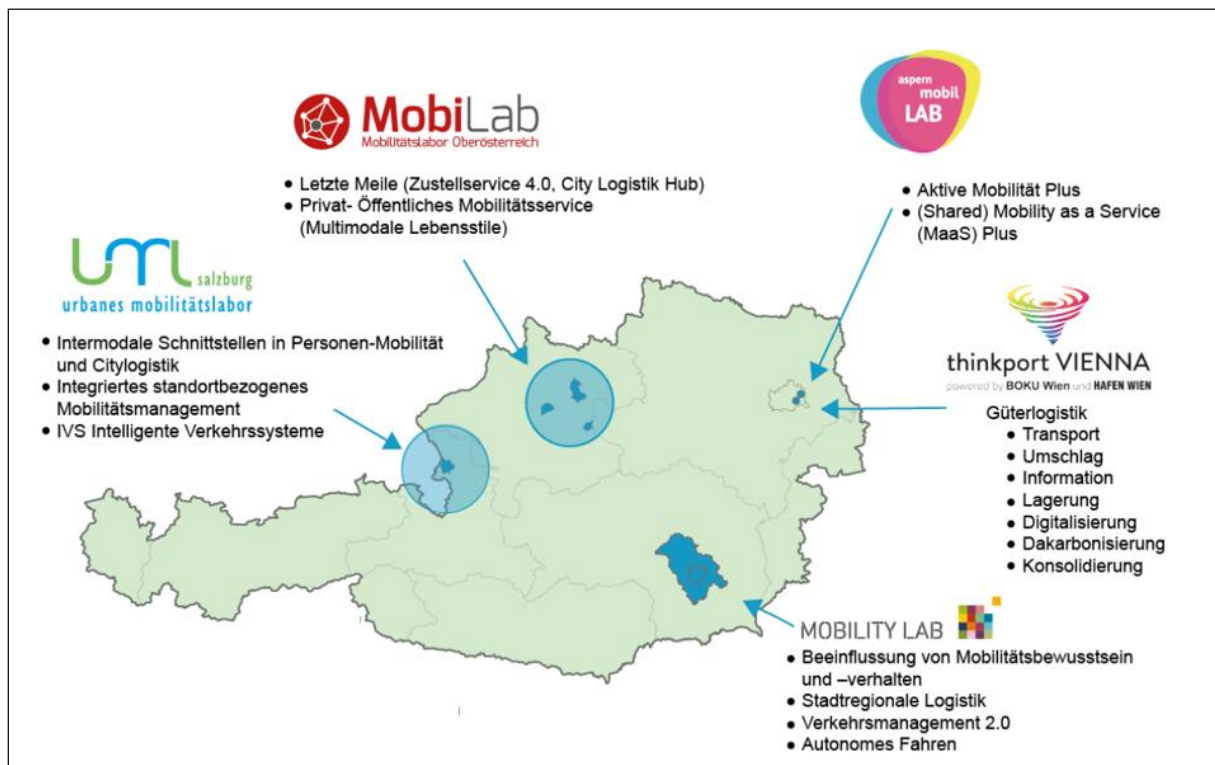 MobiLab
Mobilitätslabor Oberösterreich
• Letzte Meile (Zustellservice 4.0, City Logistik Hub)
• Privat- Öffentliches Mobilitätsservice
(Multimodale Lebensstile)
aspern
mobil
LAB
• Aktive Mobilität Plus
• (Shared) Mobility as a Service
(MaaS) Plus
uml salzburg
urbanes mobilitätslabor
• Intermodale Schnittstellen in Personen-Mobilität
und Citylogistik
• Integriertes standortbezogenes
Mobilitätsmanagement
• IVS Intelligente Verkehrssysteme
thinkport VIENNA
powered by BOKU Wien und HAFEN WIEN
Güterlogistik
• Transport
• Umschlag
• Information
• Lagerung
• Digitalisierung
• Dakarbonisierung
• Konsolidierung
MOBILITY LAB
• Beeinflussung von Mobilitätsbewusstsein
und –verhalten
• Stadtregionale Logistik
• Verkehrsmanagement 2.0
• Autonomes Fahren